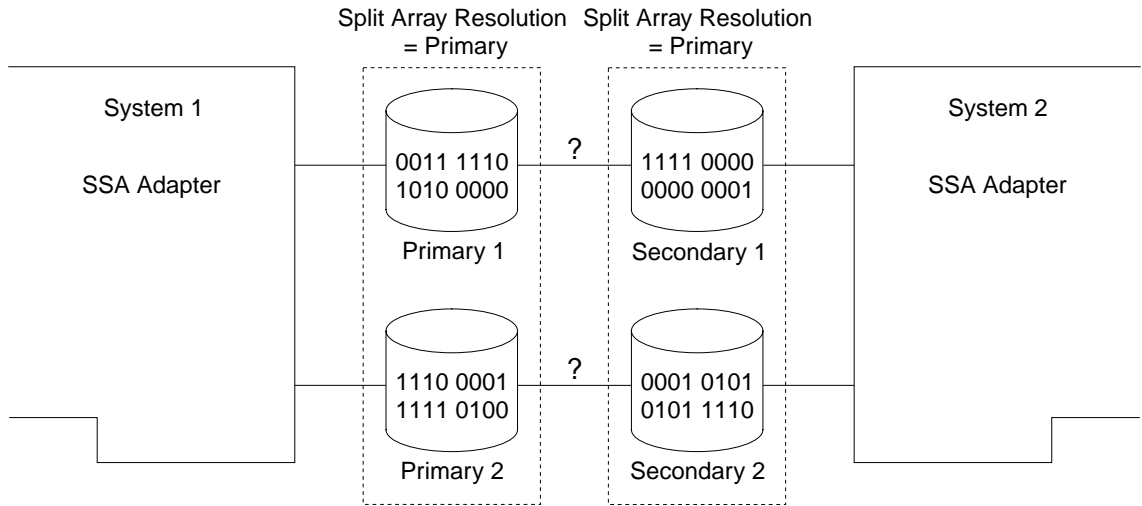 Split Array Resolution
= Primary
Split Array Resolution
= Primary
System 1
SSA Adapter
0011 1110
1010 0000
Primary 1
?
1111 0000
0000 0001
Secondary 1
System 2
SSA Adapter
1110 0001
1111 0100
Primary 2
?
0001 0101
0101 1110
Secondary 2